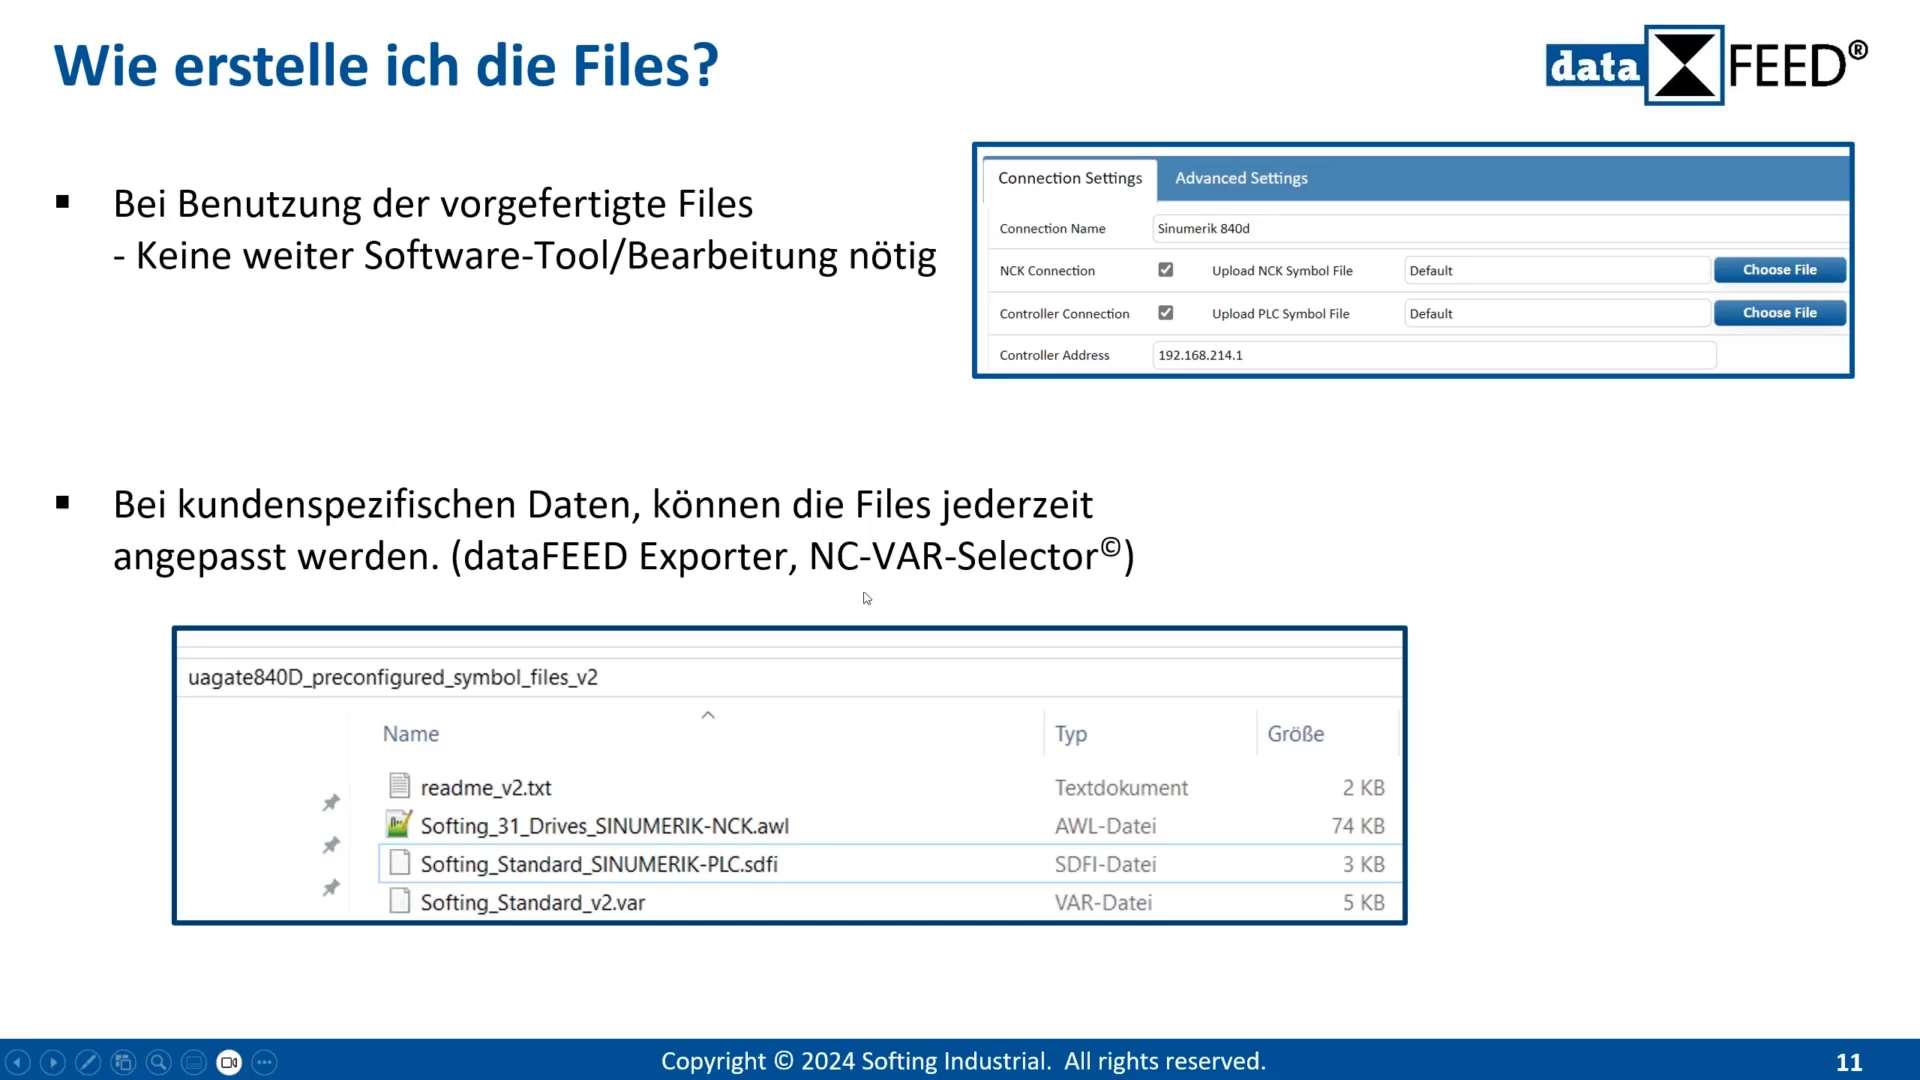 Wie erstelle ich die Files?
data FEED®
▪ Bei Benutzung der vorgefertigte Files
- Keine weiter Software-Tool/Bearbeitung nötig
Connection Settings Advanced Settings
Connection Name Sinumerik 840d
NCK Connection Upload NCK Symbol File Default Choose File
Controller Connection Upload PLC Symbol File Default Choose File
Controller Address 192.168.214.1
▪ Bei kundenspezifischen Daten, können die Files jederzeit
angepasst werden. (dataFEED Exporter, NC-VAR-Selector©)
uagate840D_preconfigured_symbol_files_v2
Name Typ Größe
readme_v2.txt Textdokument 2 KB
Softing_31_Drives_SINUMERIK-NCK.awl AWL-Datei 74 KB
Softing_Standard_SINUMERIK-PLC.sdfi SDFI-Datei 3 KB
Softing_Standard_v2.var VAR-Datei 5 KB
Copyright © 2024 Softing Industrial. All rights reserved.
11